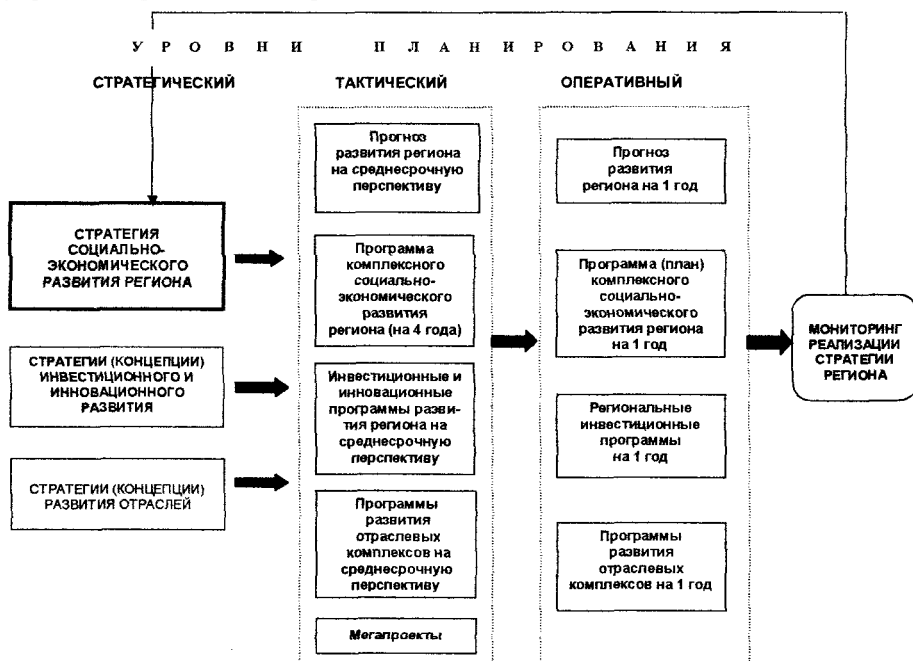 УРОВНИ ПЛАНИРОВАНИЯ
СТРАТЕГИЧЕСКИЙ
ТАКТИЧЕСКИЙ
ОПЕРАТИВНЫЙ
СТРАТЕГИЯ
СОЦИАЛЬНО-
ЭКОНОМИЧЕСКОГО
РАЗВИТИЯ РЕГИОНА
СТРАТЕГИИ (КОНЦЕПЦИИ)
ИНВЕСТИЦИОННОГО И
ИННОВАЦИОННОГО
РАЗВИТИЯ
СТРАТЕГИИ (КОНЦЕПЦИИ)
РАЗВИТИЯ ОТРАСЛЕЙ
Прогноз
развития региона
на среднесрочную
перспективу
Программа
комплексного
социально-
экономического
развития
региона (на 4 года)
Инвестиционные и
инновационные
программы разви-
тия региона на
среднесрочную
перспективу
Программы
развития
отраслевых
комплексов на
среднесрочную
перспективу
Мегапроекты
Прогноз
развития
региона на 1 год
Программа (план)
комплексного
социально-
экономического
развития региона
на 1 год
Региональные
инвестиционные
программы
на 1 год
Программы
развития
отраслевых
комплексов на 1 год
МОНИТОРИНГ
РЕАЛИЗАЦИИ
СТРАТЕГИИ
РЕГИОНА